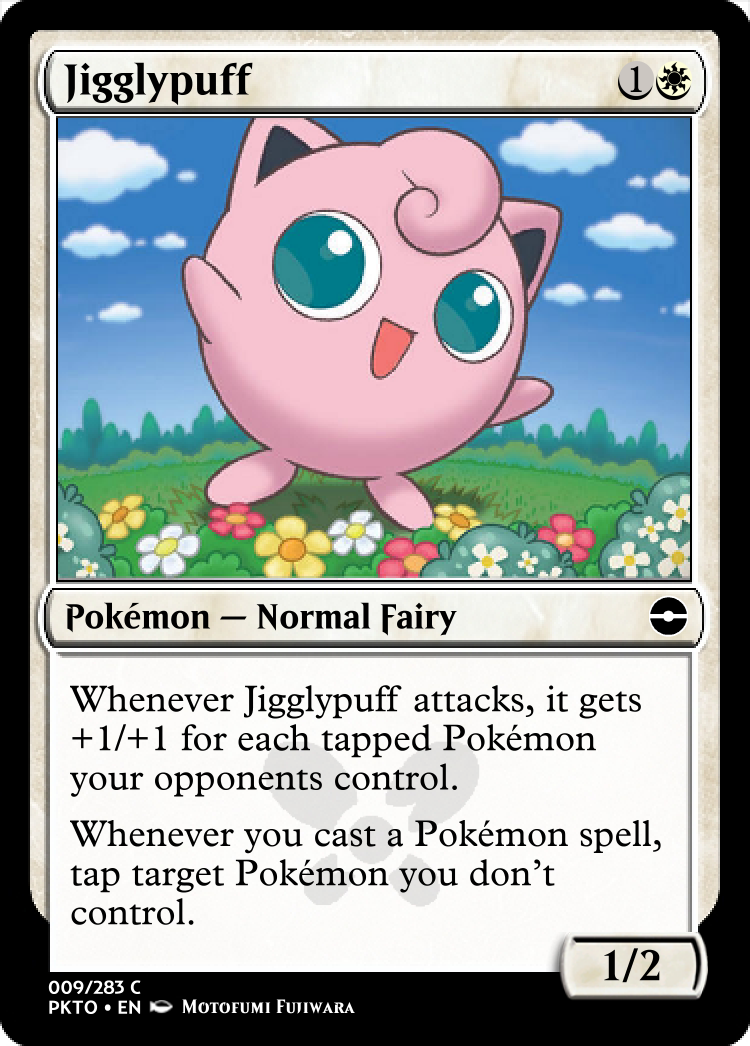 Jigglypuff 1
Pokémon — Normal Fairy
Whenever Jigglypuff attacks, it gets
+1/+1 for each tapped Pokémon
your opponents control.
Whenever you cast a Pokémon spell,
tap target Pokémon you don't
control.
1/2
009/283 C
PKTO • EN Motofumi Fujiwara